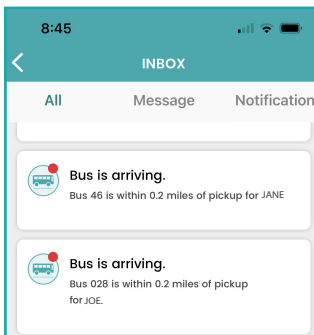 8:45
INBOX
All Message Notification
Bus is arriving.
Bus 46 is within 0.2 miles of pickup for JANE
Bus is arriving.
Bus 028 is within 0.2 miles of pickup
for JOE.